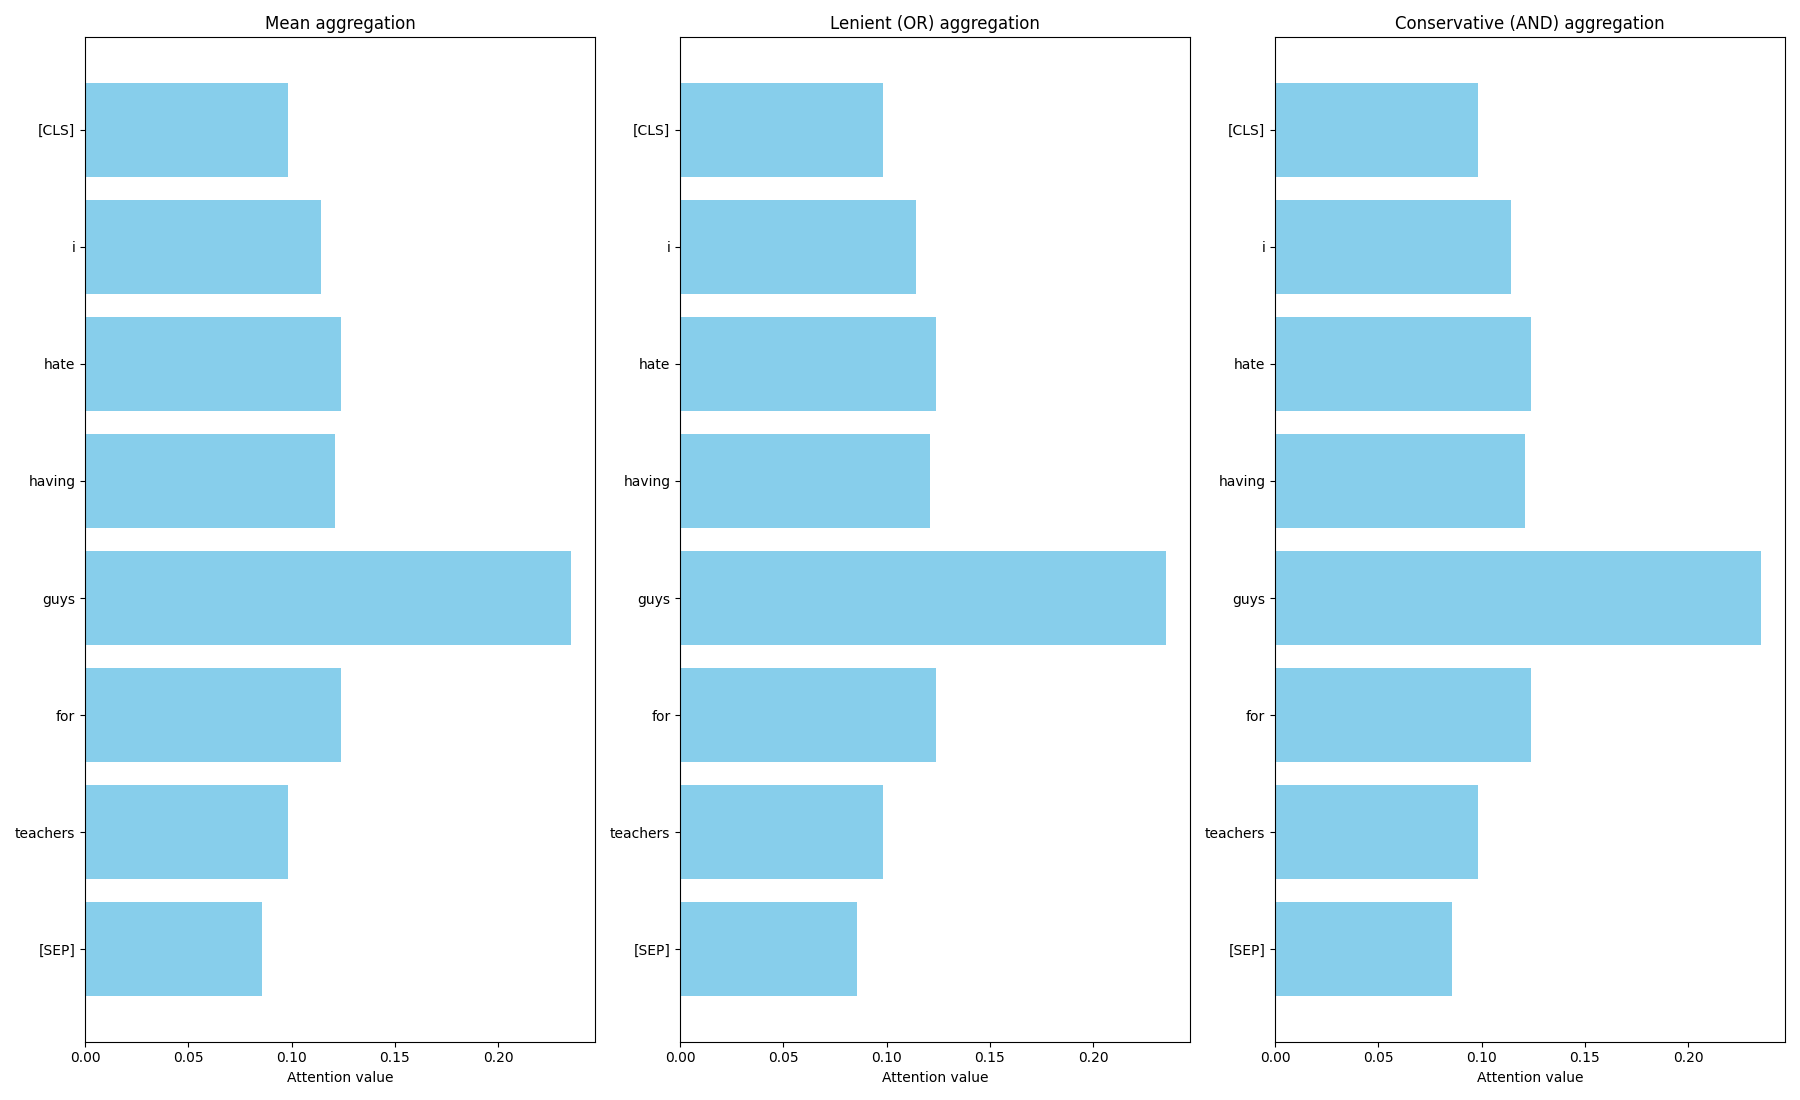 Mean aggregation
[CLS]
i
hate
having
guys
for
teachers
[SEP]
0.00 0.05 0.10 0.15 0.20
Attention value
Lenient (OR) aggregation
[CLS]
i
hate
having
guys
for
teachers
[SEP]
0.00 0.05 0.10 0.15 0.20
Attention value
Conservative (AND) aggregation
[CLS]
i
hate
having
guys
for
teachers
[SEP]
0.00 0.05 0.10 0.15 0.20
Attention value